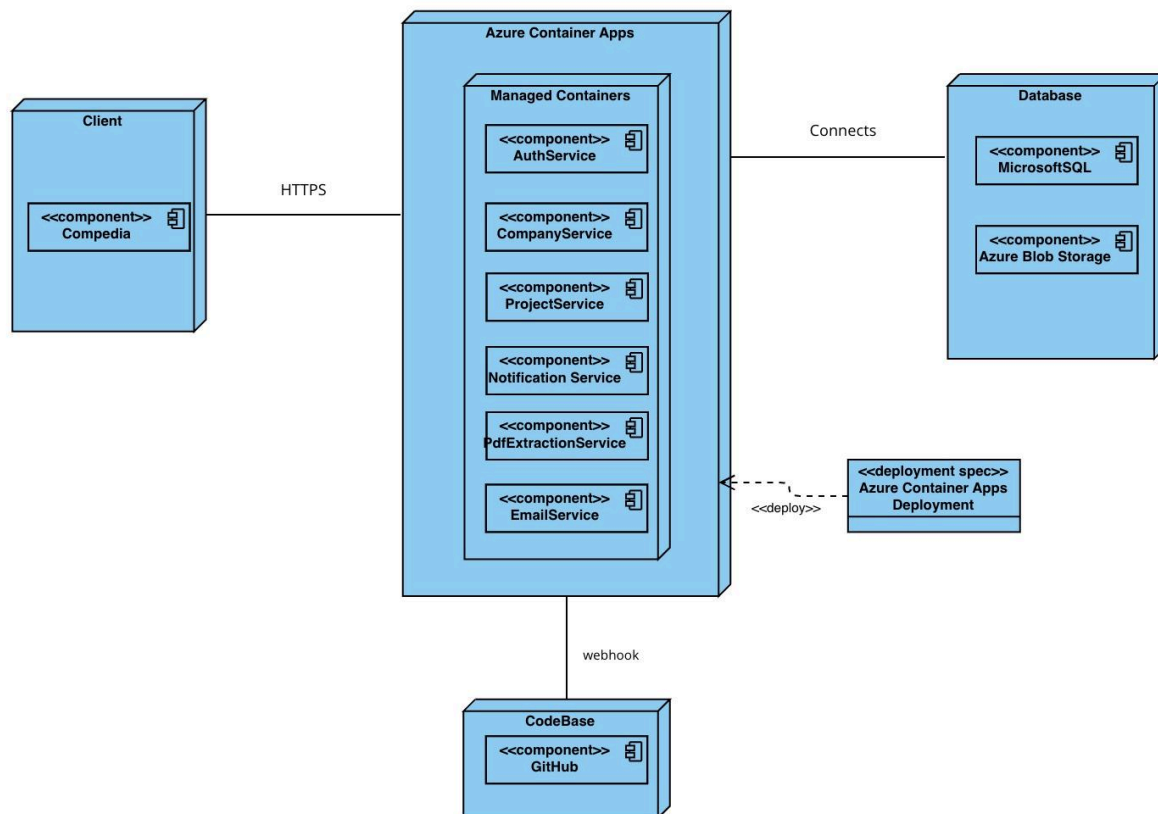 Azure Container Apps
Managed Containers
<<component>>
AuthService
<<component>>
CompanyService
<<component>>
ProjectService
<<component>>
Notification Service
<<component>>
PdfExtractionService
<<component>>
EmailService
Client
<<component>>
Compedia
HTTPS
Connects
Database
<<component>>
MicrosoftSQL
<<component>>
Azure Blob Storage
<<deployment spec>>
Azure Container Apps
Deployment
<<deploy>>
webhook
CodeBase
<<component>>
GitHub